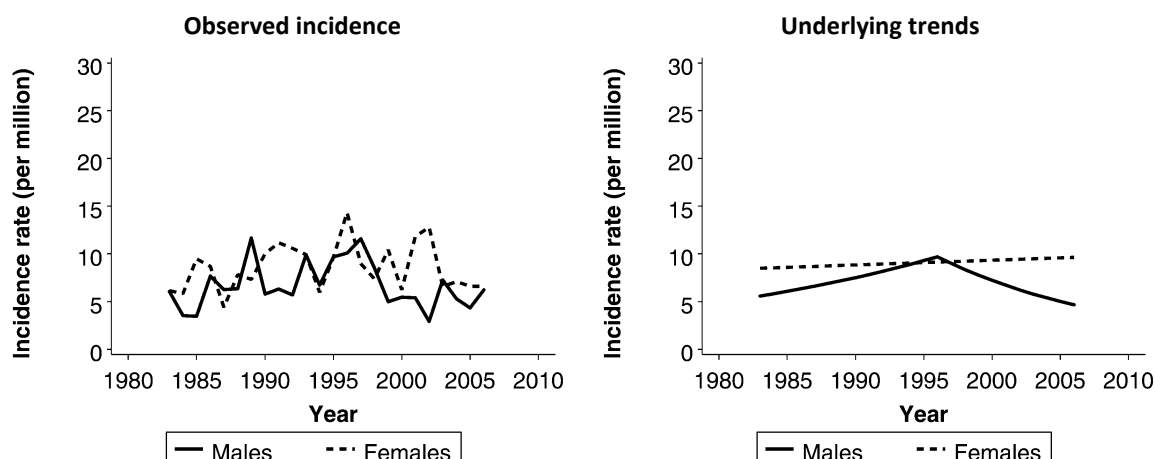 Observed incidence
Incidence rate (per million)
30
25
20
15
10
5
0
1980 1985 1990 1995 2000 2005 2010
Year
Males Females
Underlying trends
Incidence rate (per million)
30
25
20
15
10
5
0
1980 1985 1990 1995 2000 2005 2010
Year
Males Females